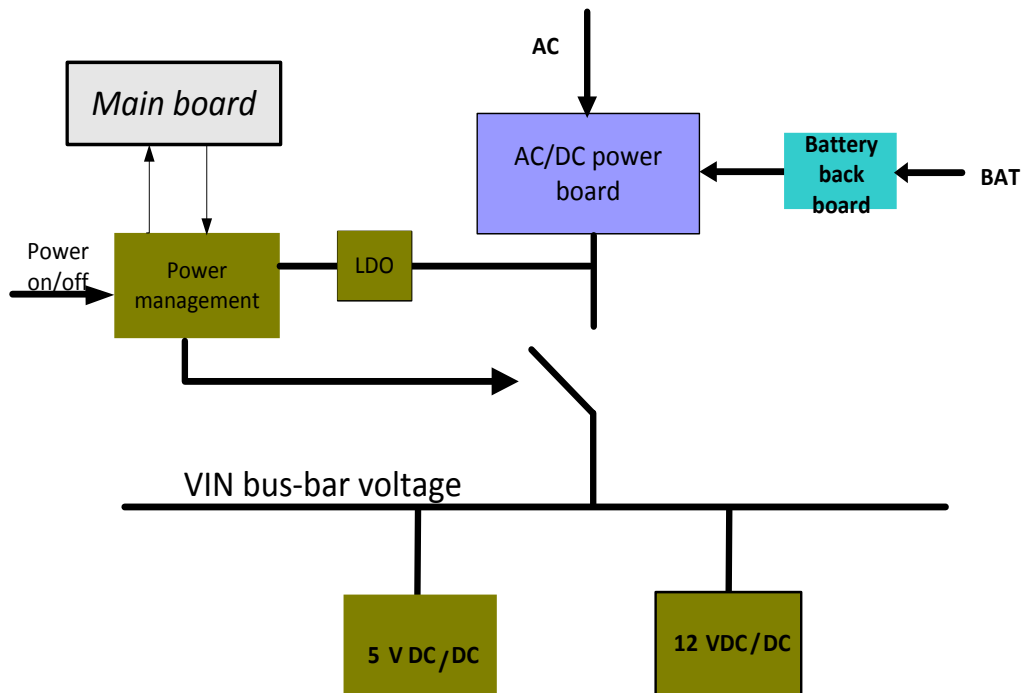 AC
Main board
AC/DC power
board
Battery
back
board
BAT
Power
on/off
Power
management
LDO
VIN bus-bar voltage
5 V DC/DC
12 VDC/DC